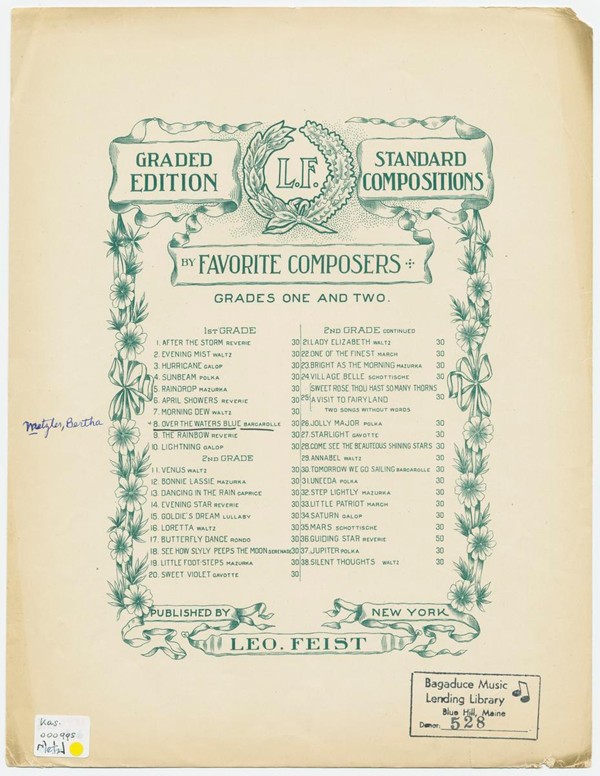 GRADED
EDITION
L.F.
STANDARD
COMPOSITIONS
BY FAVORITE COMPOSERS
GRADES ONE AND TWO.
1ST GRADE
1. AFTER THE STORM REVERIE 30
2. EVENING MIST WALTZ 30
3. HURRICANE GALOP 30
4. SUNBEAM POLKA 30
5. RAINDROP MAZURKA 30
6. APRIL SHOWERS REVERIE 30
7. MORNING DEW WALTZ 30
Metzler, Bertha
8. OVER THE WATERS BLUE BARCAROLLE 30
9. THE RAINBOW REVERIE 30
10. LIGHTNING GALOP 30
2ND GRADE
11. VENUS WALTZ 30
12. BONNIE LASSIE MAZURKA 30
13. DANCING IN THE RAIN CAPRICE 30
14. EVENING STAR REVERIE 30
15. GOLDIE'S DREAM LULLABY 30
16. LORETTA WALTZ 30
17. BUTTERFLY DANCE RONDO 30
18. SEE HOW SLYLY PEEPS THE MOON SERENADE 30
19. LITTLE FOOT-STEPS MAZURKA 30
20. SWEET VIOLET GAVOTTE 30
2ND GRADE CONTINUED
21. LADY ELIZABETH WALTZ 30
22. ONE OF THE FINEST MARCH 30
23. BRIGHT AS THE MORNING MAZURKA 30
24. VILLAGE BELLE SCHOTTISCHE 30
SWEET ROSE THOU HAST SO MANY THORNS
25. A VISIT TO FAIRYLAND 30
TWO SONGS WITHOUT WORDS
26. JOLLY MAJOR POLKA 30
27. STARLIGHT GAVOTTE 30
28. COME SEE THE BEAUTEOUS SHINING STARS 30
29. ANNABEL WALTZ 30
30. TOMORROW WE GO SAILING BARCAROLLE 30
31. UNEEDA POLKA 30
32. STEP LIGHTLY MAZURKA 30
33. LITTLE PATRIOT MARCH 30
34. SATURN GALOP 30
35. MARS SCHOTTISCHE 30
36. GUIDING STAR REVERIE 50
37. JUPITER POLKA 30
38. SILENT THOUGHTS WALTZ 30
PUBLISHED BY
NEW YORK
LEO. FEIST
Bagaduce Music
Lending Library
Blue Hill, Maine
Donor: 528
Kas.